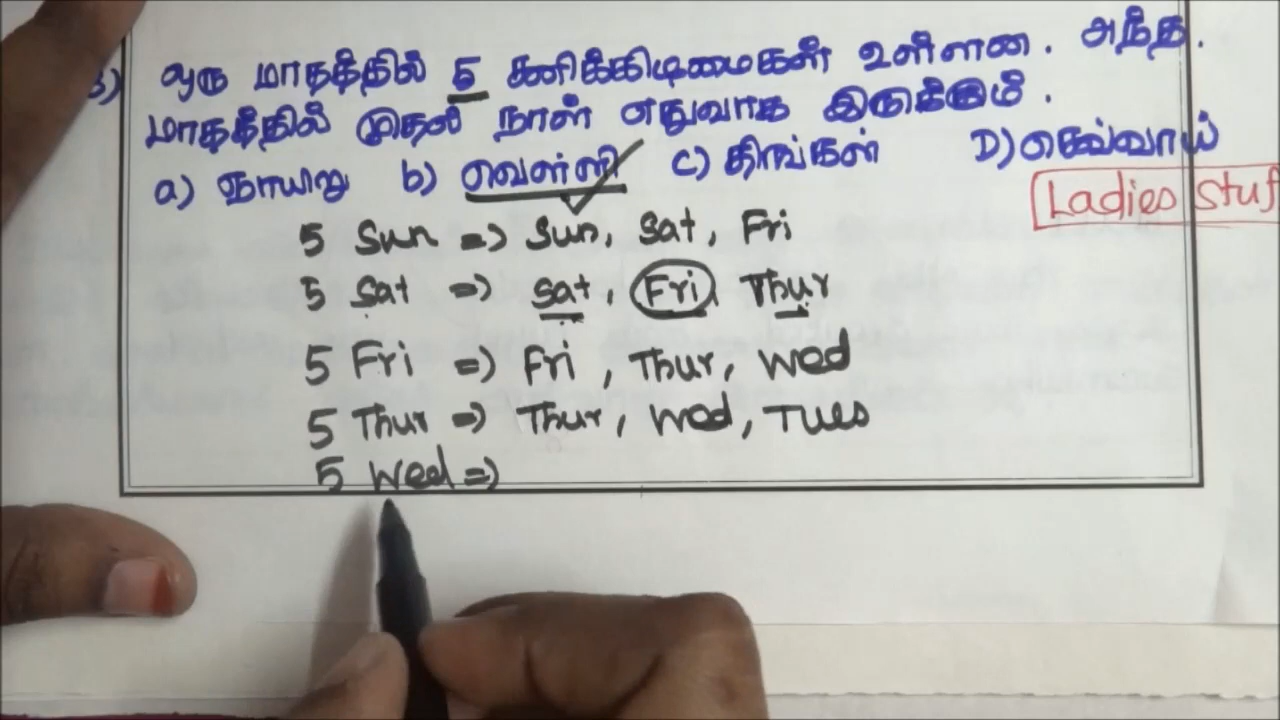 3) ஒரு மாதத்தில் 5 சனிக்கிடிமைகள் உள்ளன. அந்த
மாதத்தில் முதல் நாள் எதுவாக இருக்கும்.
a) ஞாயிறு b) வெள்ளி c) திங்கள் D) செவ்வாய்
Ladies Stuf
5 Sun => Sun, Sat, Fri
5 Sat => Sat, Fri, Thur
5 Fri => Fri, Thur, Wed
5 Thur => Thur, Wed, Tues
5 Wed =>